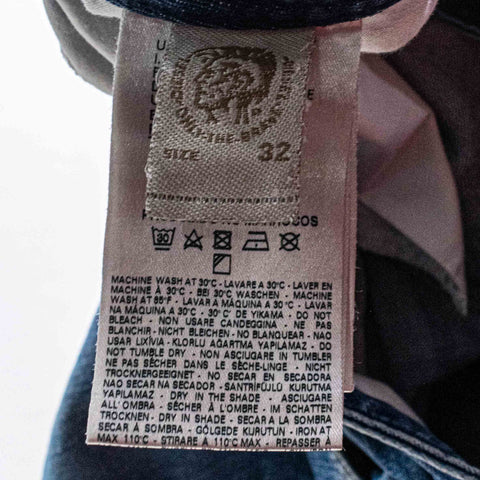 ONLY-THE-BRAVE
SIZE 32
30
MACHINE WASH AT 30°C - LAVARE A 30°C - LAVER EN
MACHINE À 30°C - BEI 30°C WASCHEN - MACHINE
WASH AT 85°F - LAVAR A MÁQUINA A 30°C - LAVAR
NA MÁQUINA A 30°C - 30°C DE YIKAMA - DO NOT
BLEACH - NON USARE CANDEGGINA - NE PAS
BLANCHIR - NICHT BLEICHEN - NO BLANQUEAR - NÃO
USAR LIXÍVIA - KLORLU AĞARTMA YAPILAMAZ - DO
NOT TUMBLE DRY - NON ASCIUGARE IN TUMBLER
- NE PAS SÉCHER DANS LE SÈCHE-LINGE - NICHT
TROCKNERGEEIGNET - NO EN SECADORA
NAO SECAR NA SECADOR - SANTRİFÜJLÜ KURUTMA
YAPILAMAZ - DRY IN THE SHADE - ASCIUGARE
ALL'OMBRA - SÉCHER À L'OMBRE - IM SCHATTEN
TROCKNEN - DRY IN SHADE - SECAR A SOMBRA -
SECAR À SOMBRA - GÖLGEDE KURUTUN - IRON AT
MAX 110°C - STIRARE À 110°C MAX - REPASSER À